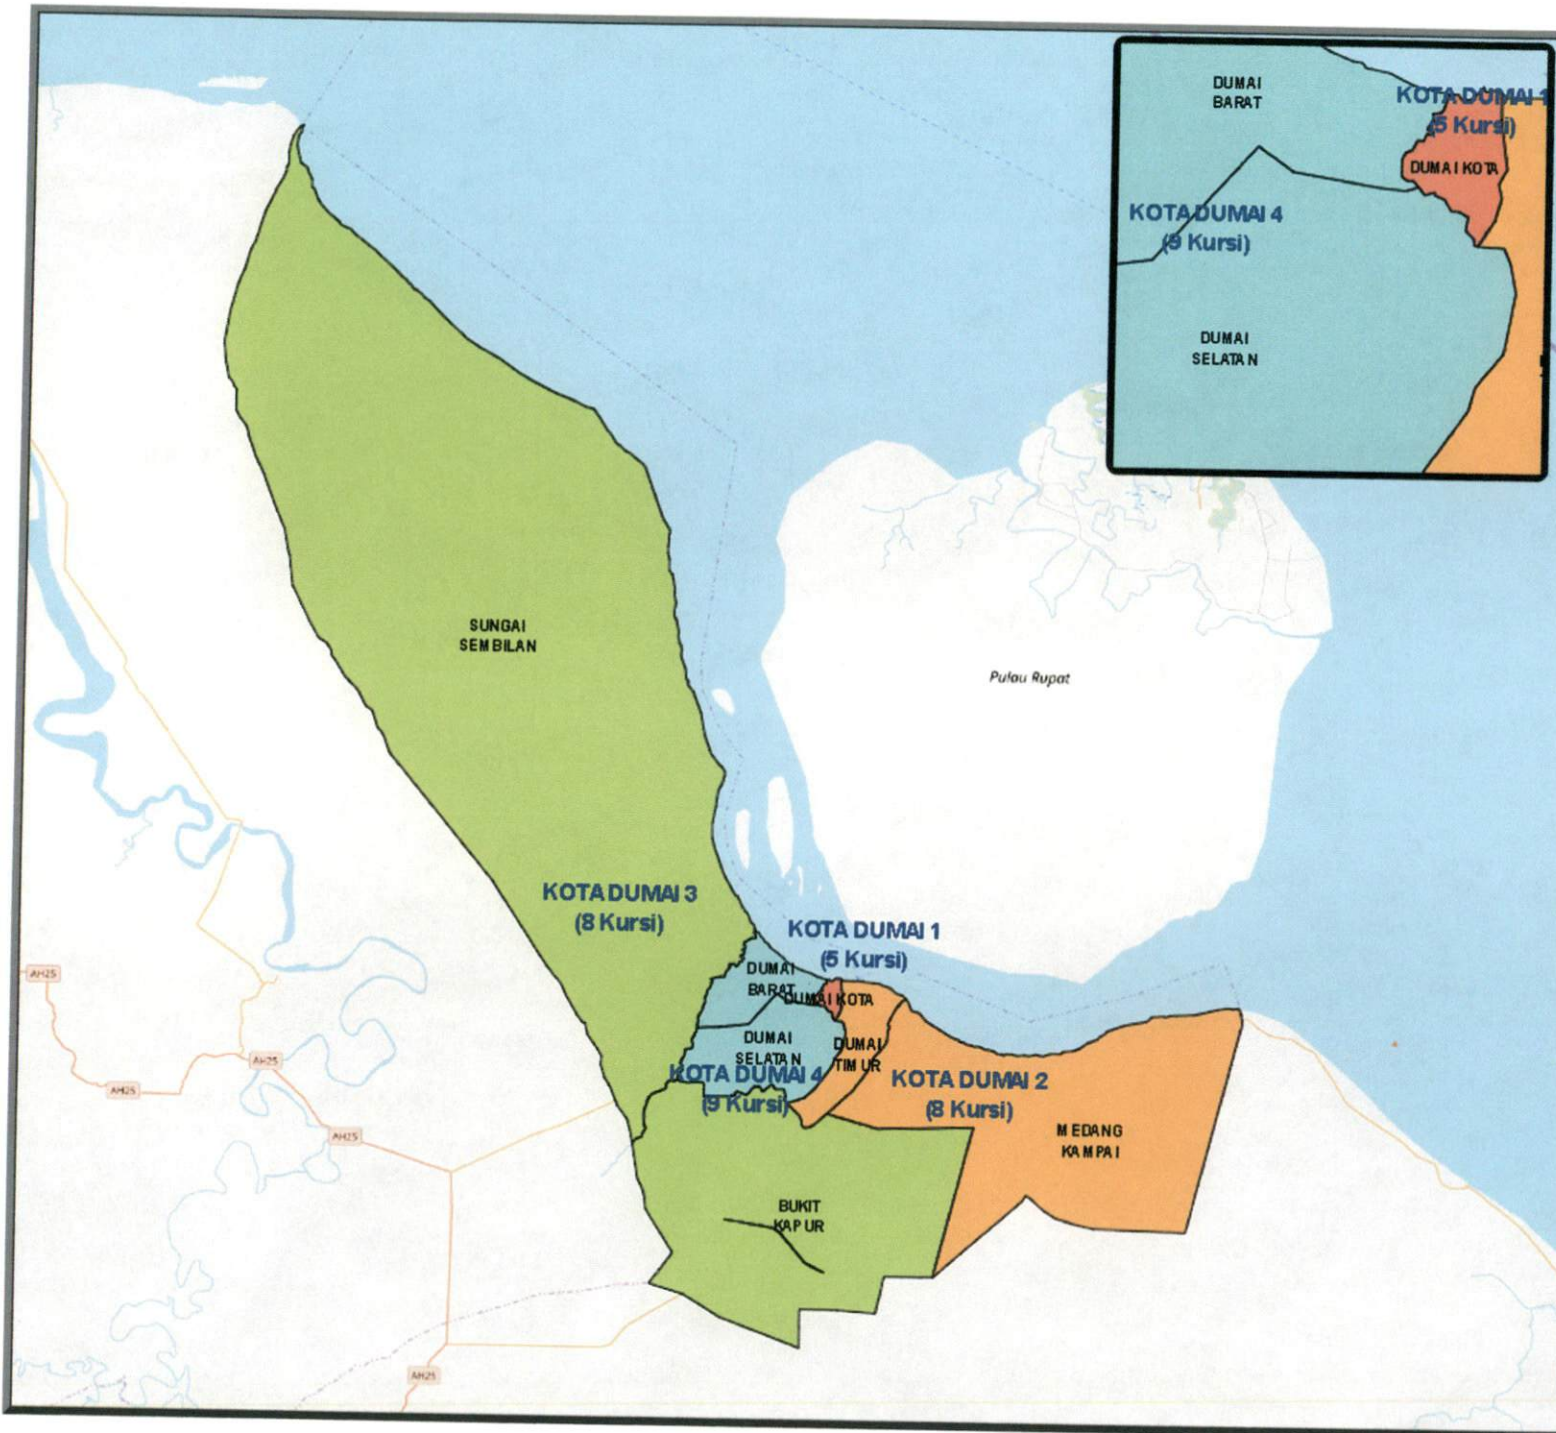 DUMAI
BARAT
KOTA DUMAI 1
(5 Kursi)
DUMAI KOTA
KOTA DUMAI 4
(9 Kursi)
DUMAI
SELATAN
SUNGAI
SEMBILAN
Pulau Rupat
KOTA DUMAI 3
(8 Kursi)
KOTA DUMAI 1
(5 Kursi)
DUMAI
BARAT
DUMAI KOTA
DUMAI
SELATAN
DUMAI
TIMUR
KOTA DUMAI 4
(9 Kursi)
KOTA DUMAI 2
(8 Kursi)
MEDANG
KAMPAI
BUKIT
KAPUR
AH25
AH25
AH25
AH25
AH25